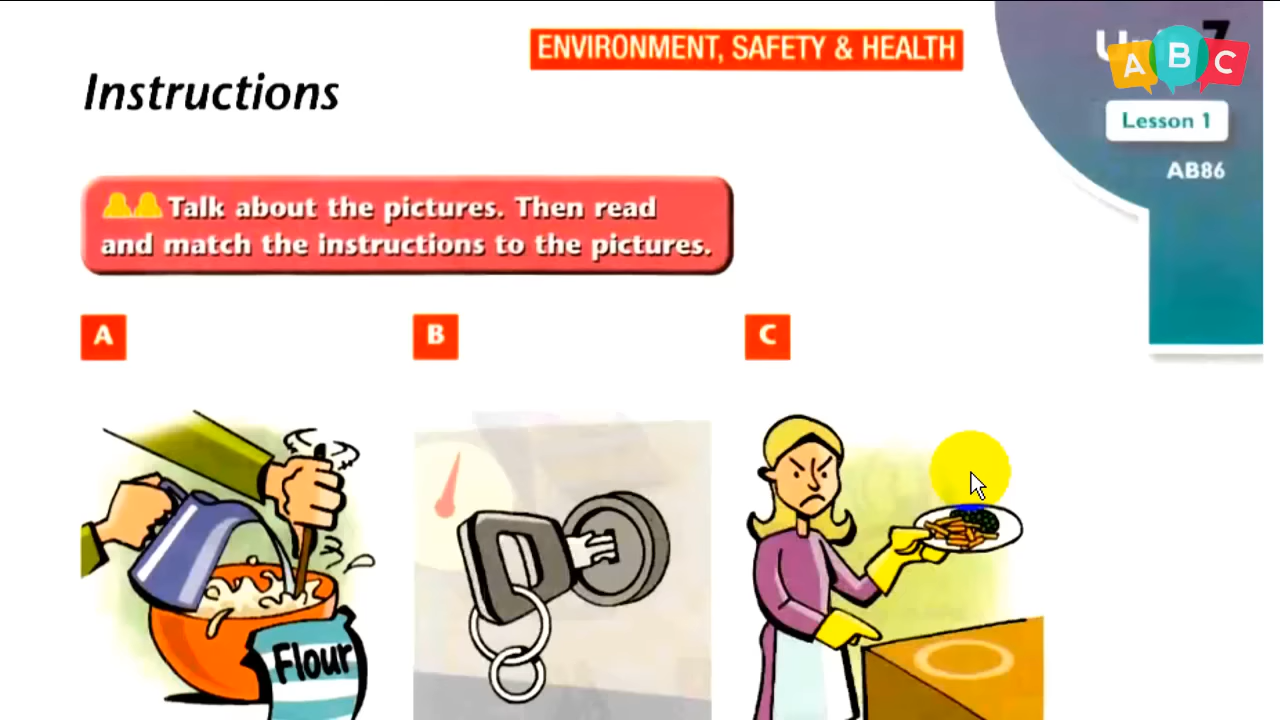 ENVIRONMENT, SAFETY & HEALTH
Instructions
A B C
Lesson 1
AB86
Talk about the pictures. Then read
and match the instructions to the pictures.
A
B
C
Flour